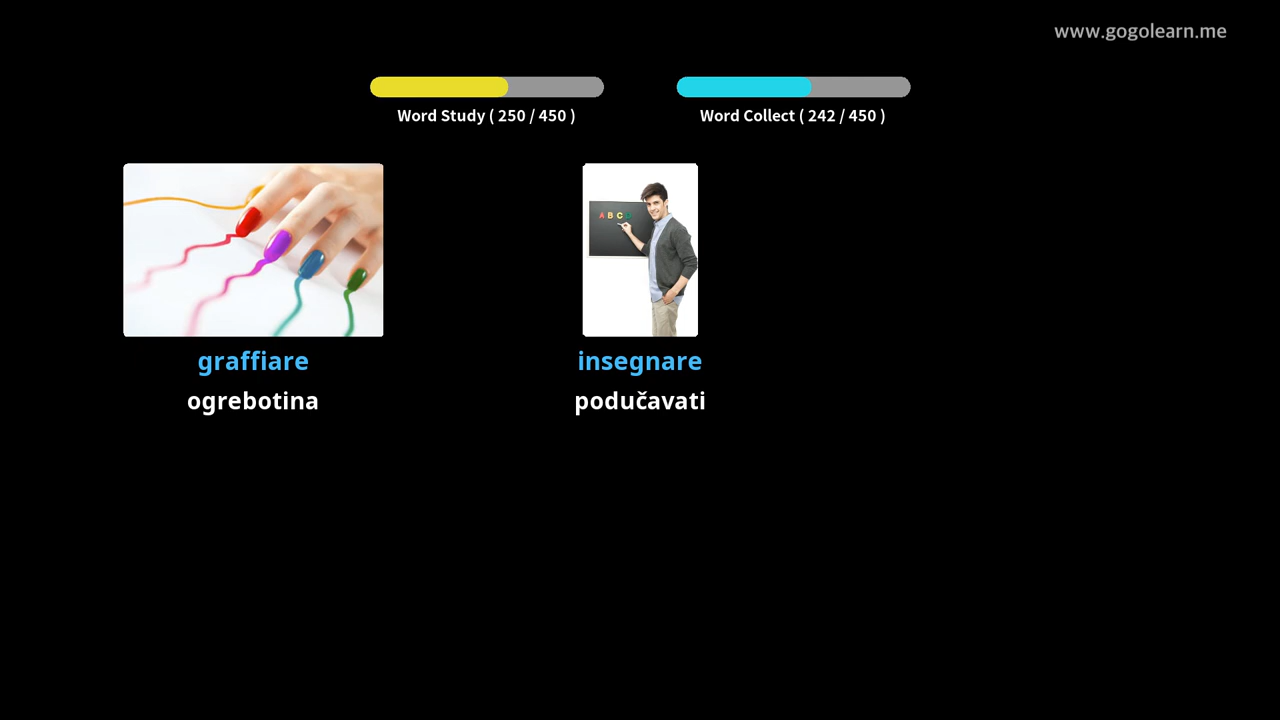 www.gogolearn.me
Word Study ( 250 / 450 )
Word Collect ( 242 / 450 )
A B C D
graffiare
insegnare
ogrebotina
podučavati